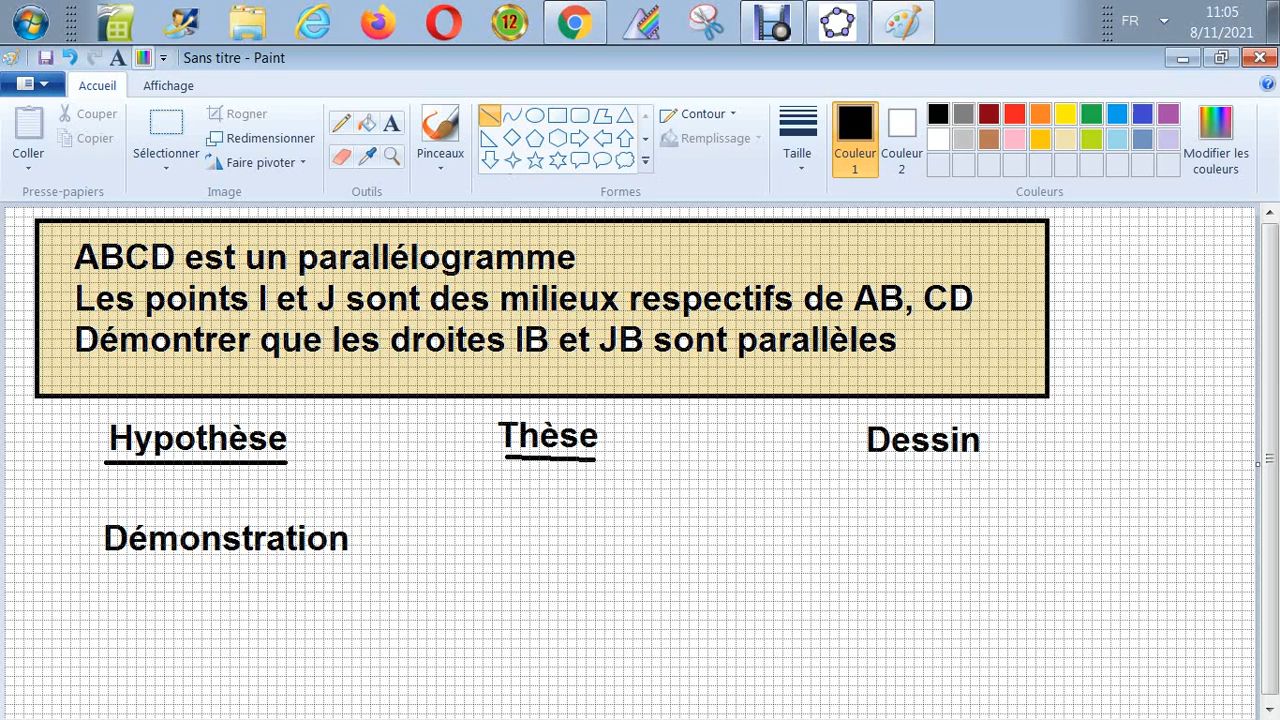 12
FR
11:05
8/11/2021
Sans titre - Paint
Accueil
Affichage
Coller
Couper
Copier
Presse-papiers
Sélectionner
Rogner
Redimensionner
Faire pivoter
Image
A
Outils
Pinceaux
Contour
Remplissage
Formes
Taille
Couleur
1
Couleur
2
Modifier les
couleurs
Couleurs
ABCD est un parallélogramme
Les points I et J sont des milieux respectifs de AB, CD
Démontrer que les droites IB et JB sont parallèles
Hypothèse
Thèse
Dessin
Démonstration